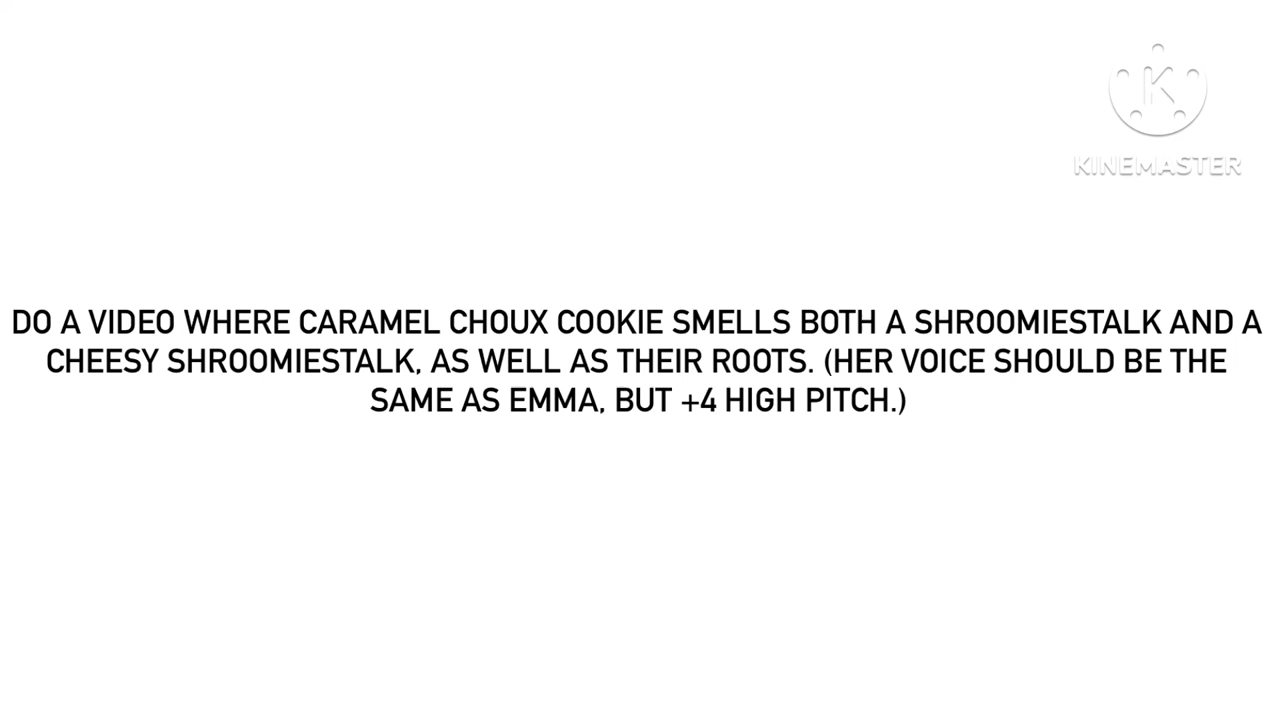 KINEMASTER
DO A VIDEO WHERE CARAMEL CHOUX COOKIE SMELLS BOTH A SHROOMIESTALK AND A
CHEESY SHROOMIESTALK, AS WELL AS THEIR ROOTS. (HER VOICE SHOULD BE THE
SAME AS EMMA, BUT +4 HIGH PITCH.)